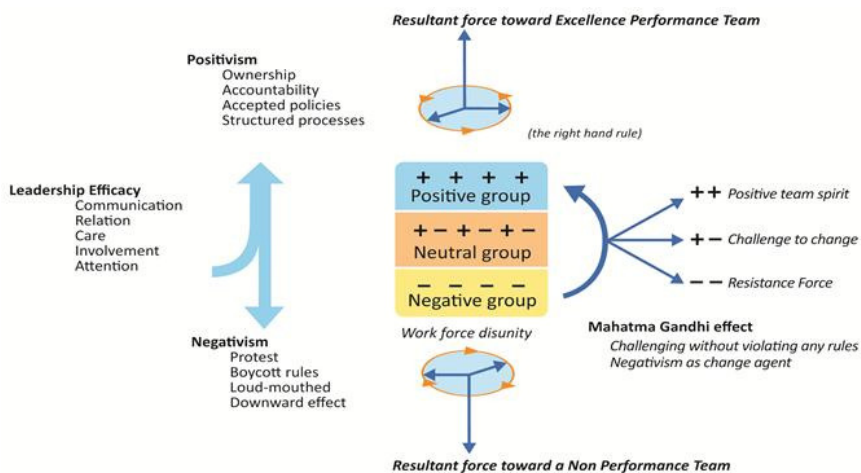 Resultant force toward Excellence Performance Team
Positivism
Ownership
Accountability
Accepted policies
Structured processes
(the right hand rule)
Leadership Efficacy
Communication
Relation
Care
Involvement
Attention
+ + + +
Positive group
+ - + - + -
Neutral group
- - - -
Negative group
Work force disunity
++ Positive team spirit
+- Challenge to change
-- Resistance Force
Mahatma Gandhi effect
Challenging without violating any rules
Negativism as change agent
Negativism
Protest
Boycott rules
Loud-mouthed
Downward effect
Resultant force toward a Non Performance Team